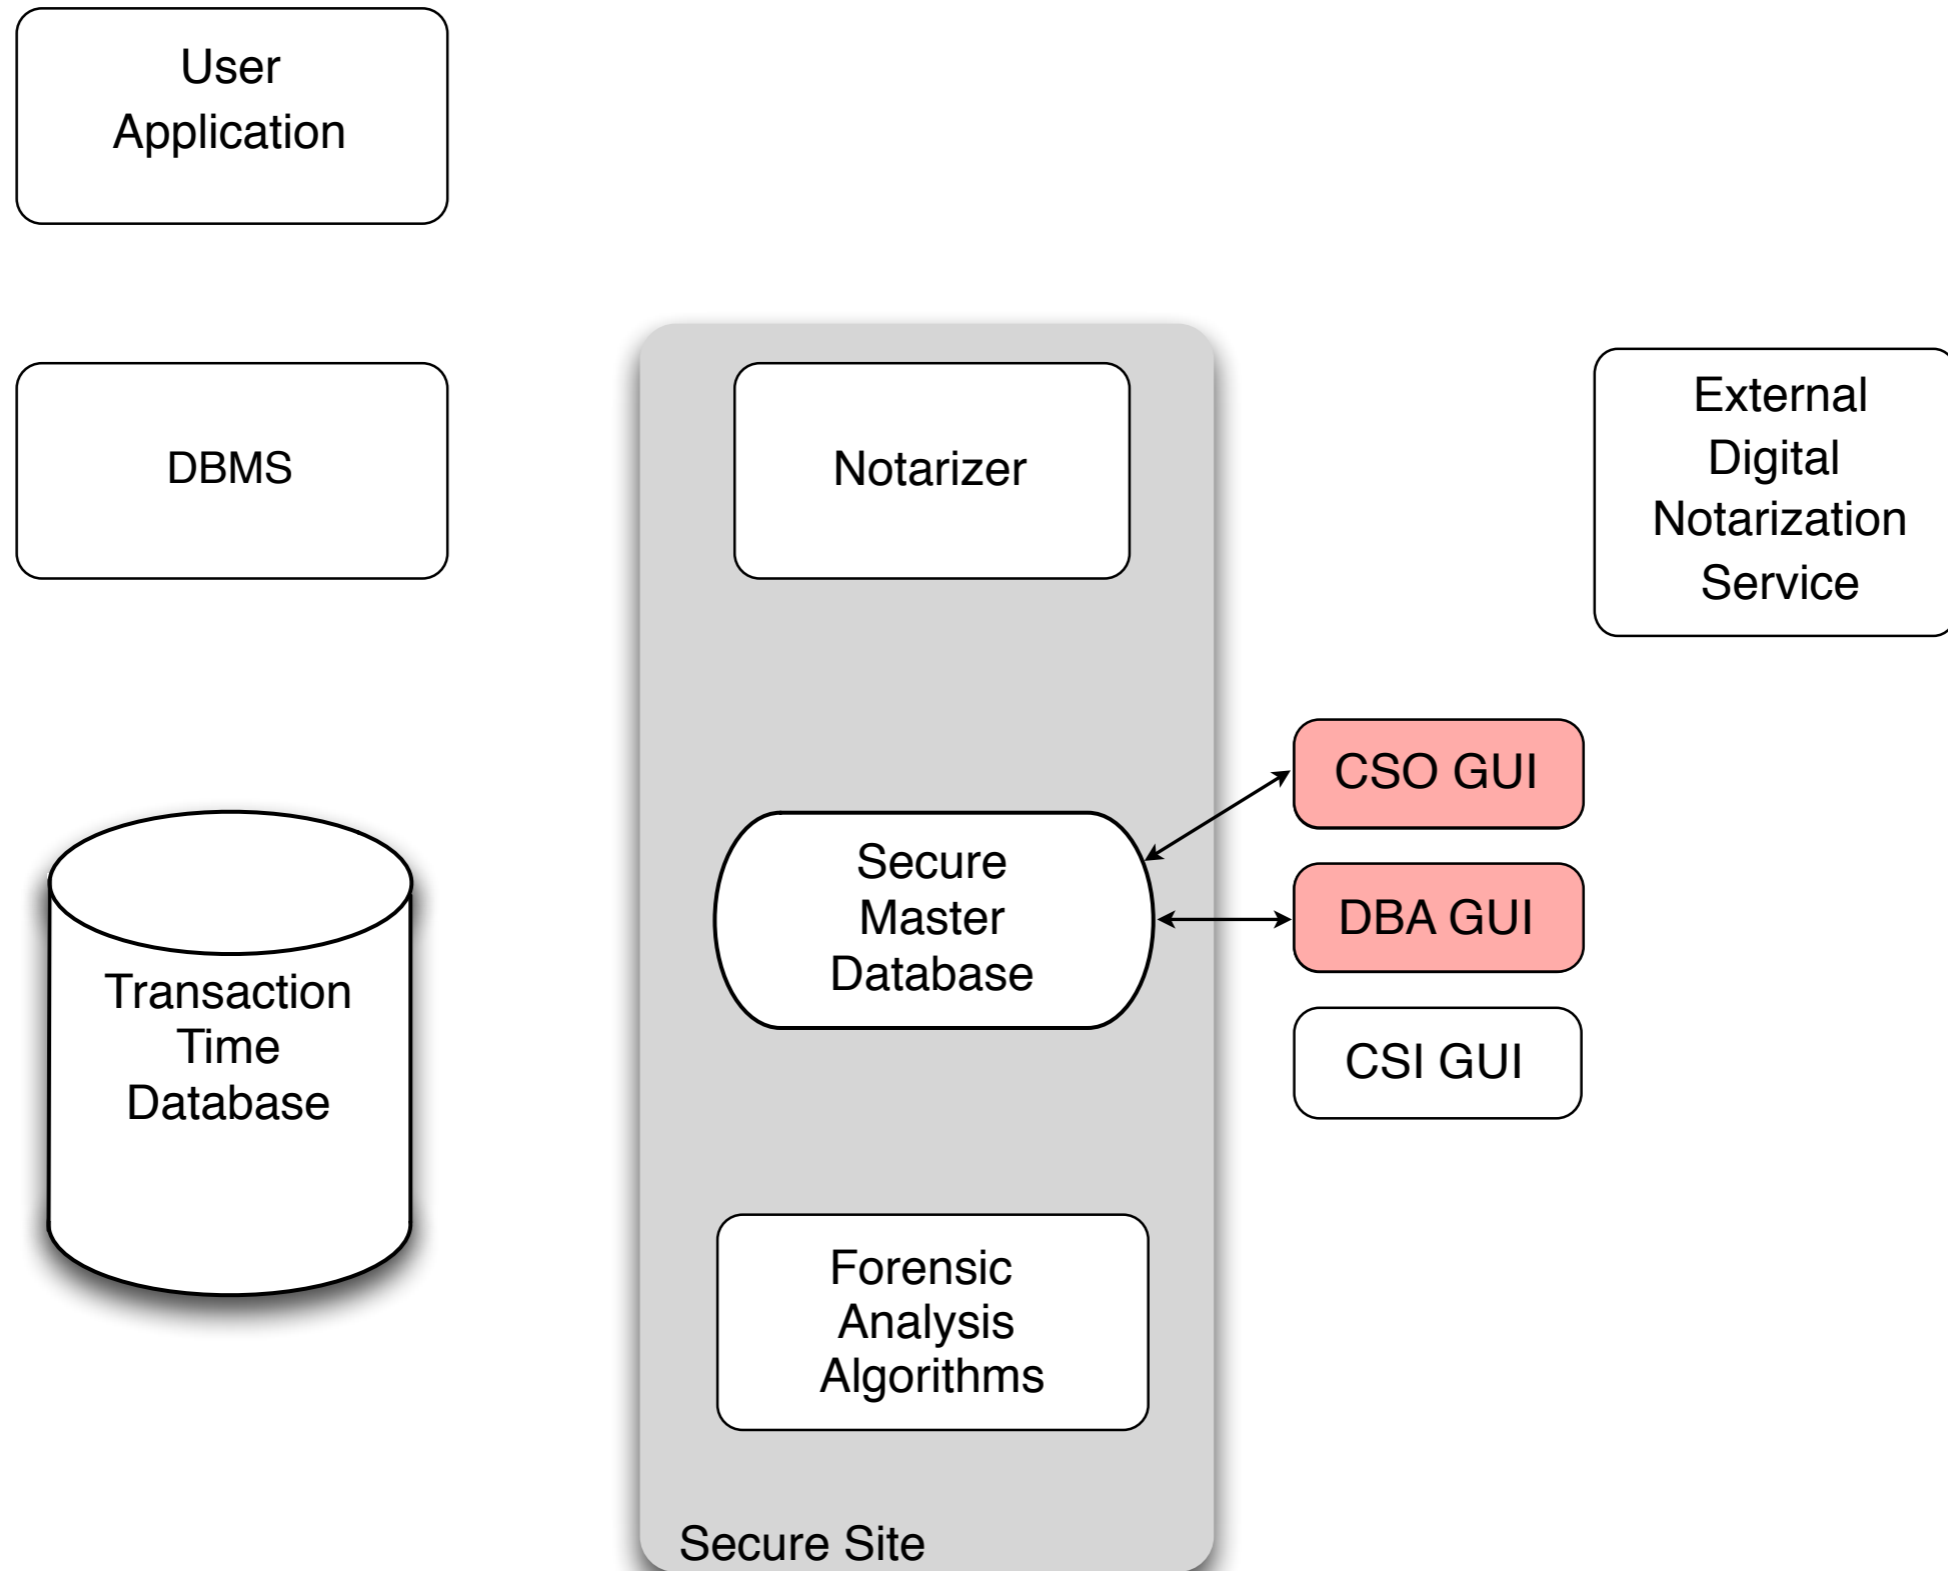 User
Application
DBMS
Notarizer
External
Digital
Notarization
Service
CSO GUI
Secure
Master
Database
DBA GUI
CSI GUI
Transaction
Time
Database
Forensic
Analysis
Algorithms
Secure Site